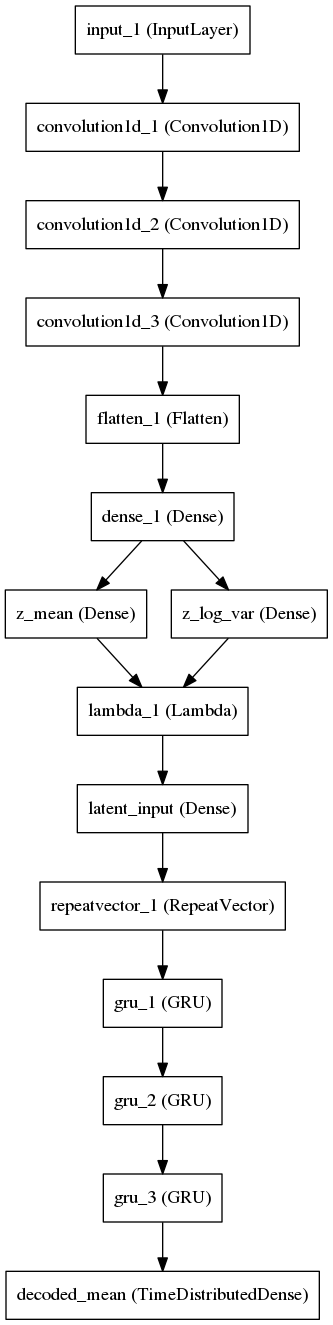 input_1 (InputLayer)
convolution1d_1 (Convolution1D)
convolution1d_2 (Convolution1D)
convolution1d_3 (Convolution1D)
flatten_1 (Flatten)
dense_1 (Dense)
z_mean (Dense)
z_log_var (Dense)
lambda_1 (Lambda)
latent_input (Dense)
repeatvector_1 (RepeatVector)
gru_1 (GRU)
gru_2 (GRU)
gru_3 (GRU)
decoded_mean (TimeDistributedDense)